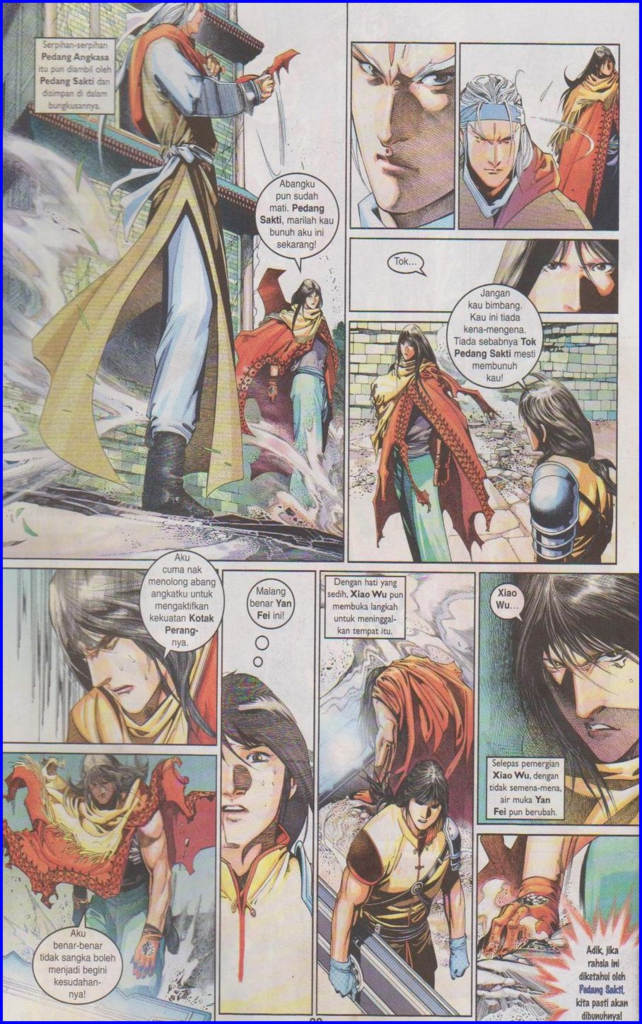 Serpihan-serpihan
Pedang Angkasa
itu pun diambil oleh
Pedang Sakti dan
disimpan di dalam
bungkusannya.
Abangku
pun sudah
mati. Pedang
Sakti, marilah kau
bunuh aku ini
sekarang!
Tok...
Jangan
kau bimbang.
Kau ini tiada
kena-mengena.
Tiada sebabnya Tok
Pedang Sakti mesti
membunuh
kau!
Aku
cuma nak
menolong abang
angkatku untuk
mengaktifkan
kekuatan Kotak
Perang-
nya.
Aku
benar-benar
tidak sangka boleh
menjadi begini
kesudahan-
nya!
Malang
benar Yan
Fei ini!
Dengan hati yang
sedih, Xiao Wu pun
membuka langkah
untuk meninggal-
kan tempat itu.
Xiao
Wu...
Selepas pemergian
Xiao Wu, dengan
tidak semena-mena,
air muka Yan
Fei pun berubah.
Adik, jika
rahsia ini
diketahui oleh
Pedang Sakti,
kita pasti akan
dibunuhnya!